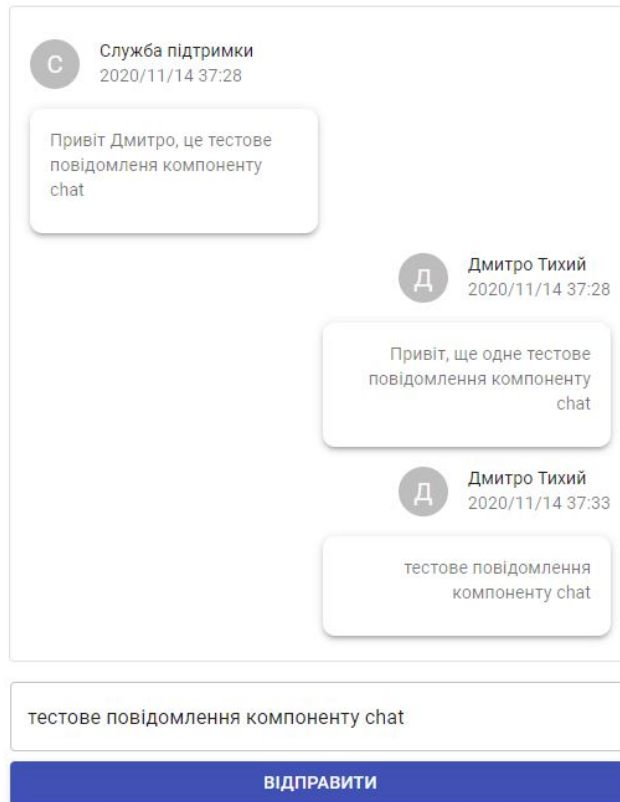 С
Служба підтримки
2020/11/14 37:28
Привіт Дмитро, це тестове
повідомленя компоненту
chat
Д
Дмитро Тихий
2020/11/14 37:28
Привіт, ще одне тестове
повідомлення компоненту
chat
Д
Дмитро Тихий
2020/11/14 37:33
тестове повідомлення
компоненту chat
тестове повідомлення компоненту chat
ВІДПРАВИТИ